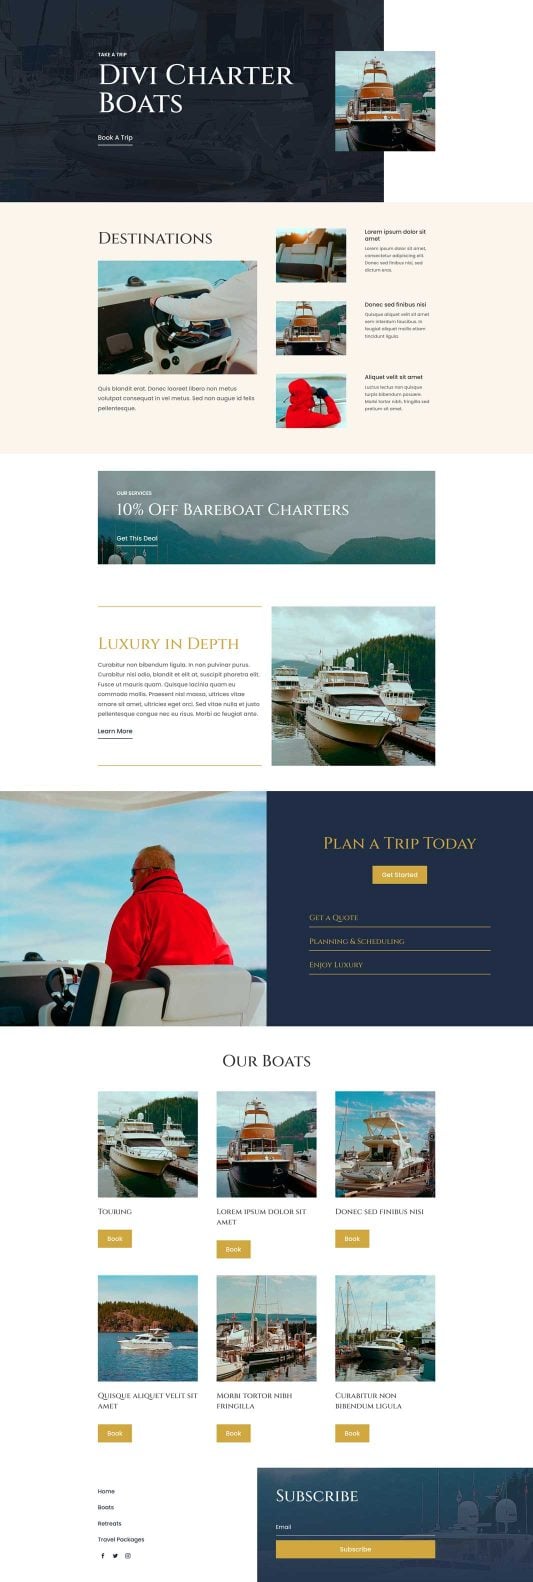 TAKE A TRIP
DIVI CHARTER
BOATS
Book A Trip
DESTINATIONS
Quis blandit erat. Donec laoreet libero non metus
volutpat consequat in vel metus. Sed non augue id felis
pellentesque.
Lorem ipsum dolor sit
amet
Lorem ipsum dolor sit amet,
consectetur adipiscing elit.
Donec sed finibus nisi, sed
dictum eros.
Donec sed finibus nisi
Quisque aliquet velit sit amet
sem interdum faucibus. In
feugiat aliquet mollis etiam
tincidunt ligula.
Aliquet velit sit amet
Luctus lectus non quisque
turpis bibendum posuere.
Morbi tortor nibh, fringilla sed
pretium sit amet.
OUR SERVICES
10% OFF BAREBOAT CHARTERS
Get This Deal
LUXURY IN DEPTH
Curabitur non bibendum ligula. In non pulvinar purus.
Curabitur nisi odio, blandit et elit at, suscipit pharetra elit.
Fusce ut mauris quam. Quisque lacinia quam eu
commodo mollis. Praesent nisi massa, ultrices vitae
ornare sit amet, ultricies eget orci. Sed vitae nulla et justo
pellentesque congue nec eu risus. Morbi ac feugiat ante.
Learn More
PLAN A TRIP TODAY
Get Started
GET A QUOTE
PLANNING & SCHEDULING
ENJOY LUXURY
OUR BOATS
TOURING
Book
LOREM IPSUM DOLOR SIT
AMET
Book
DONEC SED FINIBUS NISI
Book
QUISQUE ALIQUET VELIT SIT
AMET
Book
MORBI TORTOR NIBH
FRINGILLA
Book
CURABITUR NON
BIBENDUM LIGULA
Book
Home
Boats
Retreats
Travel Packages
SUBSCRIBE
Email
Subscribe